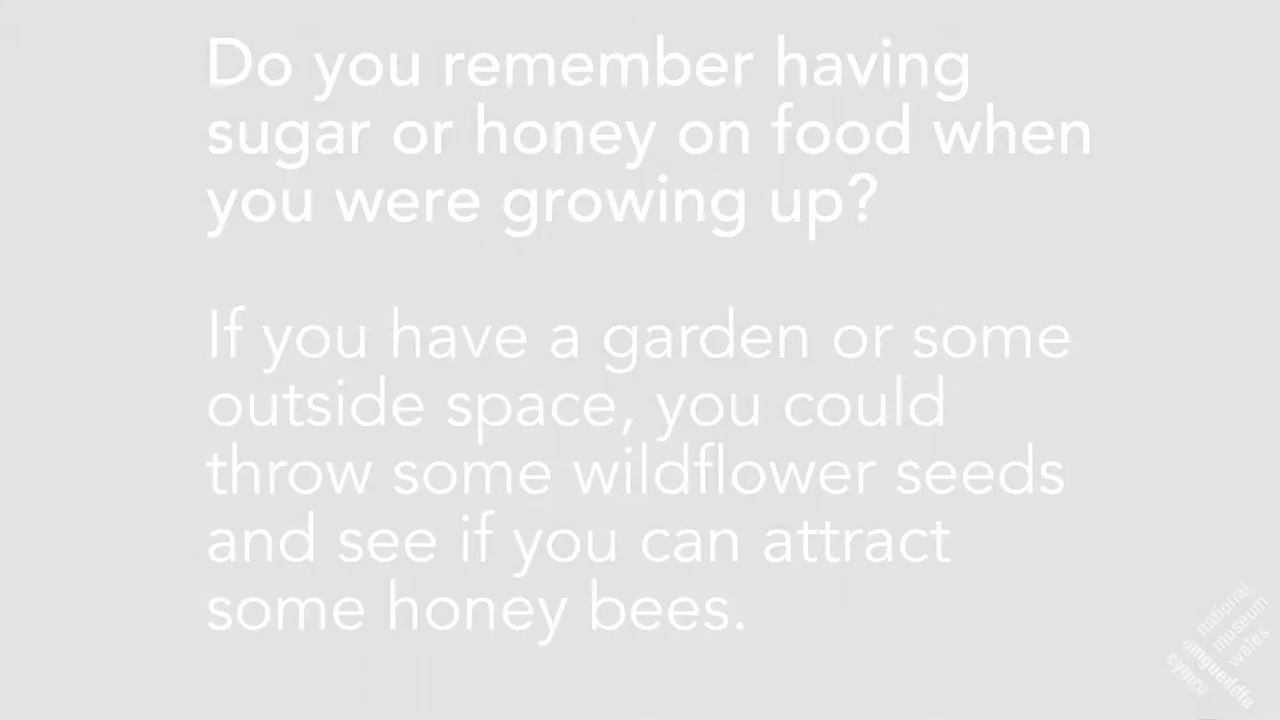 Do you remember having
sugar or honey on food when
you were growing up?
If you have a garden or some
outside space, you could
throw some wildflower seeds
and see if you can attract
some honey bees.
national
museum
wales
amgueddfa
cymru